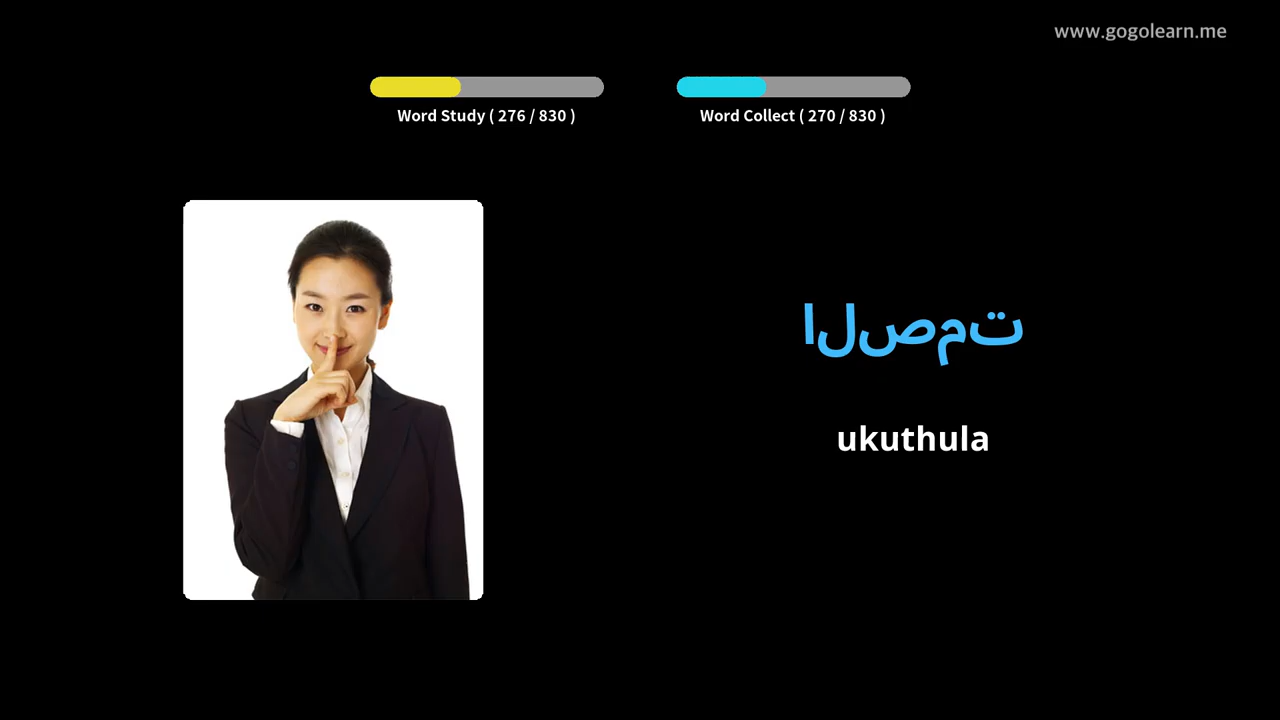 www.gogolearn.me
Word Study ( 276 / 830 )
Word Collect ( 270 / 830 )
الصمت
ukuthula